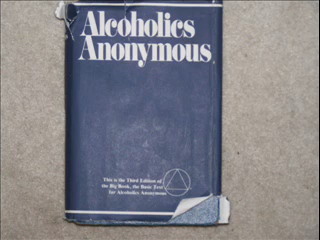 Alcoholics
Anonymous
This is the Third Edition of
the Big Book, the Basic Text
for Alcoholics Anonymous